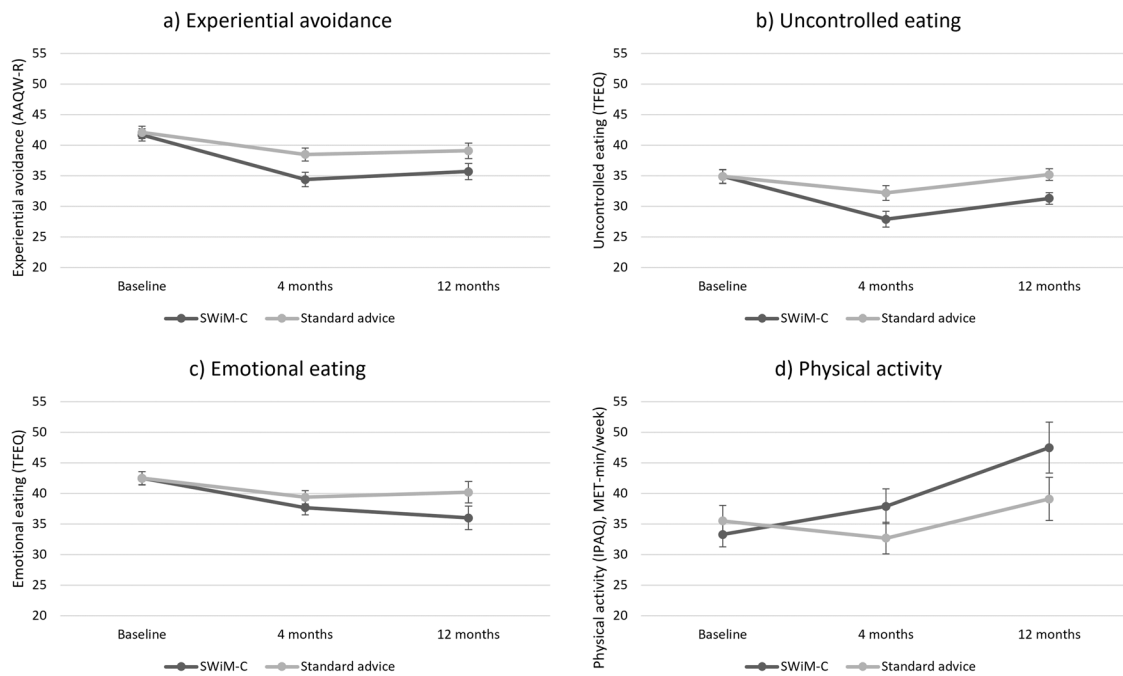 a) Experiential avoidance
Experiential avoidance (AAQW-R)
55
50
45
40
35
30
25
20
Baseline
4 months
12 months
SWiM-C
Standard advice
b) Uncontrolled eating
Uncontrolled eating (TFEQ)
55
50
45
40
35
30
25
20
Baseline
4 months
12 months
SWiM-C
Standard advice
c) Emotional eating
Emotional eating (TFEQ)
55
50
45
40
35
30
25
20
Baseline
4 months
12 months
SWiM-C
Standard advice
d) Physical activity
Physical activity (IPAQ), MET-min/week)
55
50
45
40
35
30
25
20
Baseline
4 months
12 months
SWiM-C
Standard advice